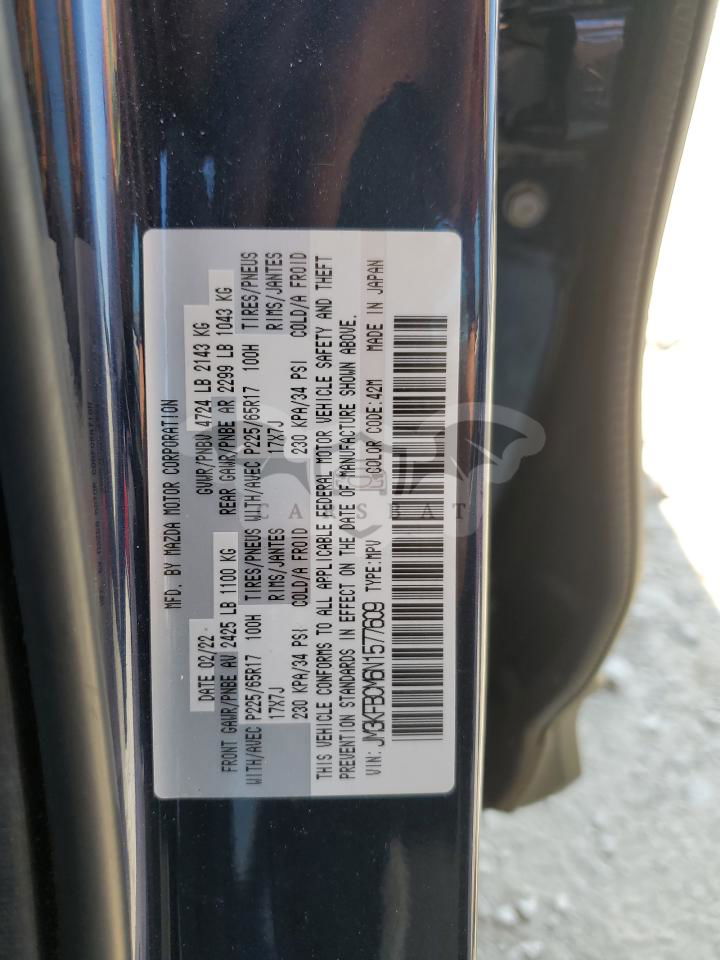 MFD. BY MAZDA MOTOR CORPORATION
DATE 02/22 GVWR/PNBV 4724 LB 2143 KG
FRONT GAWR/PNBE AV 2425 LB 1100 KG REAR GAWR/PNBE AR 2299 LB 1043 KG
WITH/AVEC P225/65R17 100H TIRES/PNEUS WITH/AVEC P225/65R17 100H TIRES/PNEUS
17X7J RIMS/JANTES 17X7J RIMS/JANTES
230 KPA/34 PSI COLD/A FROID 230 KPA/34 PSI COLD/A FROID
THIS VEHICLE CONFORMS TO ALL APPLICABLE FEDERAL MOTOR VEHICLE SAFETY AND THEFT
PREVENTION STANDARDS IN EFFECT ON THE DATE OF MANUFACTURE SHOWN ABOVE.
VIN: JM3KFBCM6N1577609 TYPE:MPV COLOR CODE:42M MADE IN JAPAN
CARSBAT